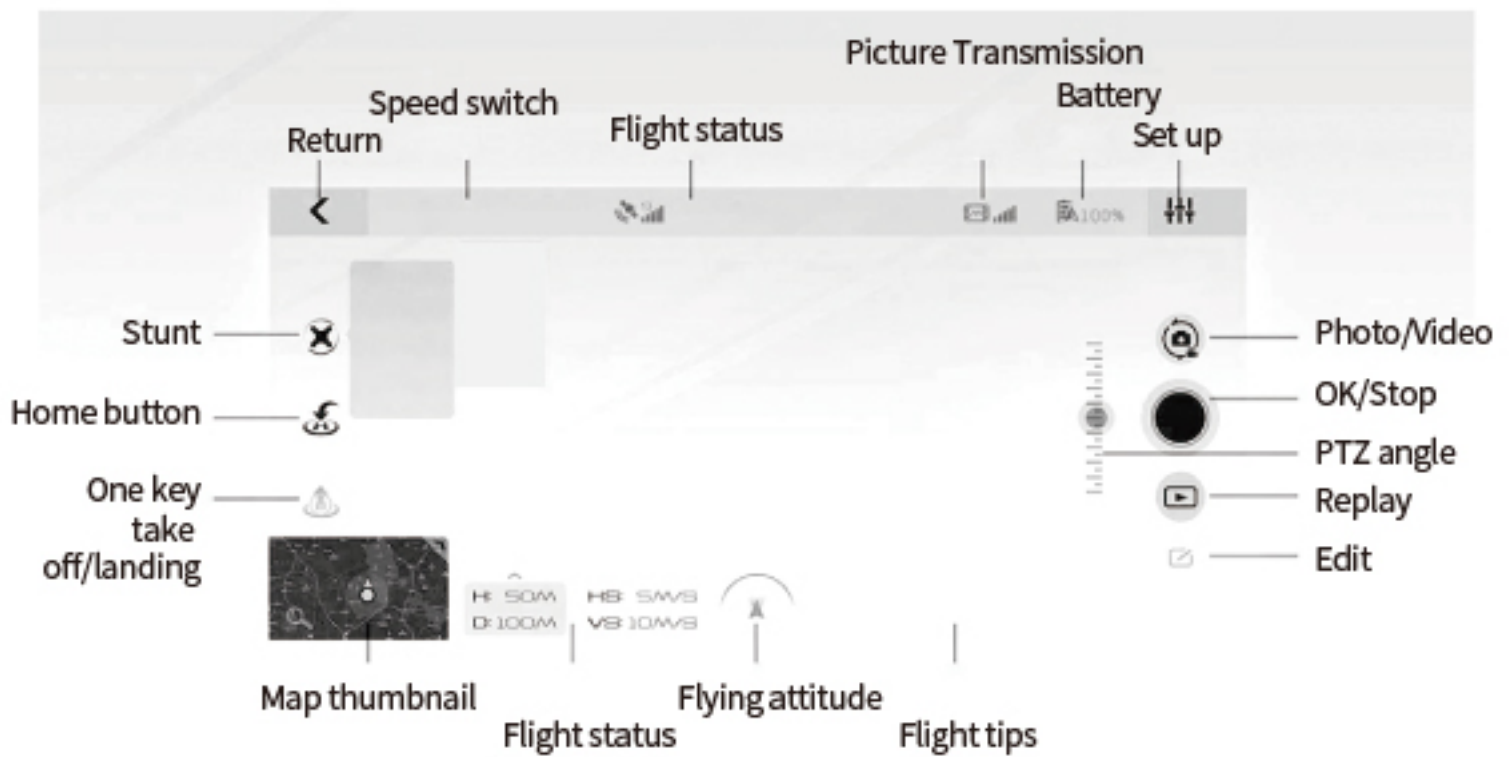 Picture Transmission
Speed switch
Battery
Return
Flight status
Set up
100%
Stunt
Photo/Video
OK/Stop
Home button
PTZ angle
One key
take
off/landing
Replay
Edit
H: 50M
HS: 5M/S
D: 100M
VS: 10M/S
Map thumbnail
Flying attitude
Flight status
Flight tips